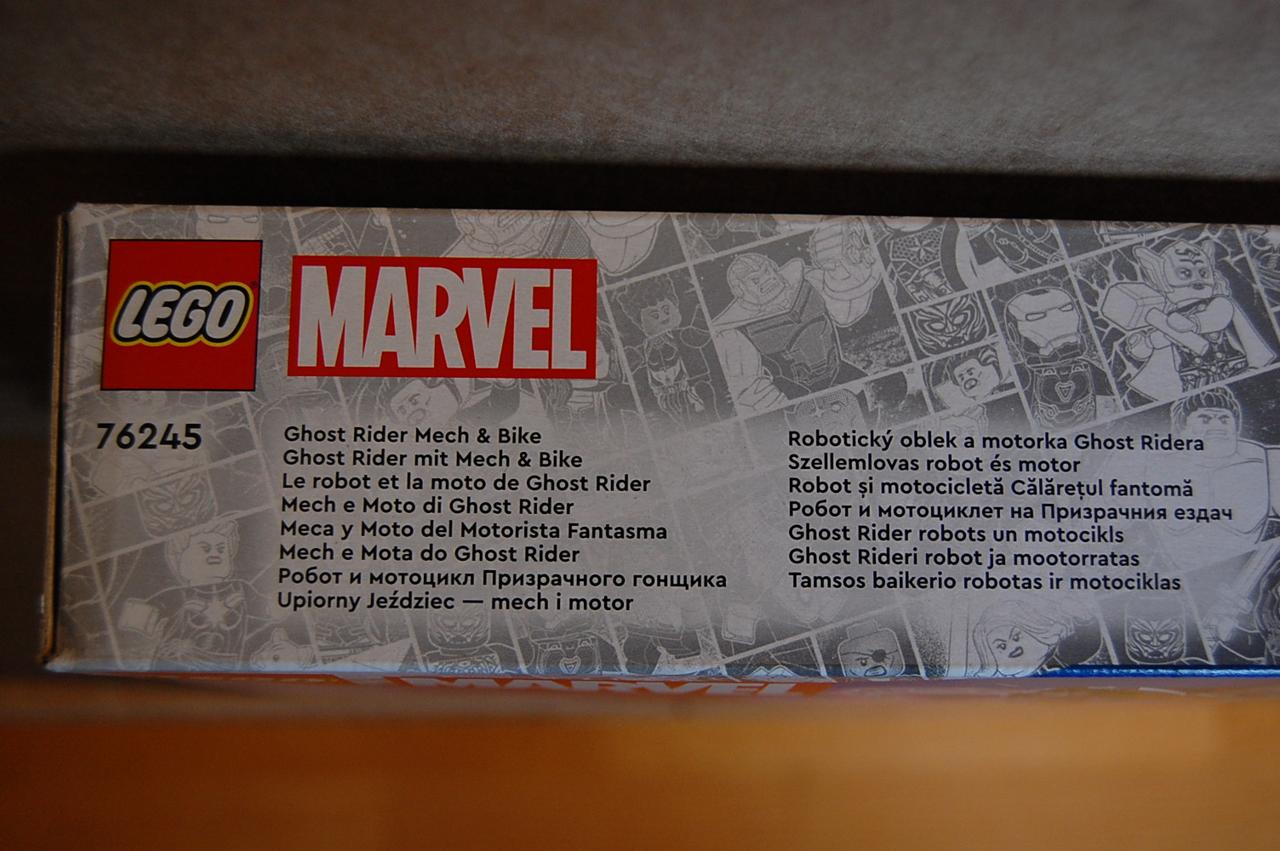 LEGO
MARVEL
76245
Ghost Rider Mech & Bike
Ghost Rider mit Mech & Bike
Le robot et la moto de Ghost Rider
Mech e Moto di Ghost Rider
Meca y Moto del Motorista Fantasma
Mech e Mota do Ghost Rider
Робот и мотоцикл Призрачного гонщика
Upiorny Jeździec — mech i motor
Robotický oblek a motorka Ghost Ridera
Szellemlovas robot és motor
Robot și motocicletă Călărețul fantomă
Робот и мотоциклет на Призрачния ездач
Ghost Rider robots un motocikls
Ghost Rideri robot ja mootorratas
Tamsos baikerio robotas ir motociklas
MARVEL